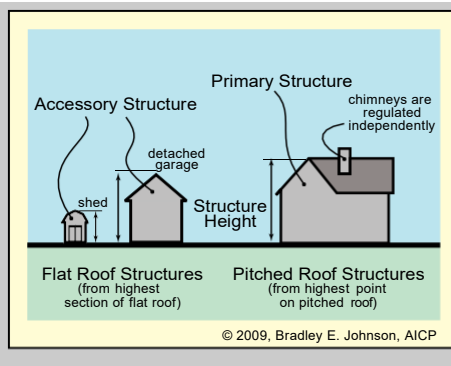 Primary Structure
Accessory Structure
chimneys are
regulated
independently
detached
garage
shed
Structure
Height
Flat Roof Structures
(from highest
section of flat roof)
Pitched Roof Structures
(from highest point
on pitched roof)
© 2009, Bradley E. Johnson, AICP